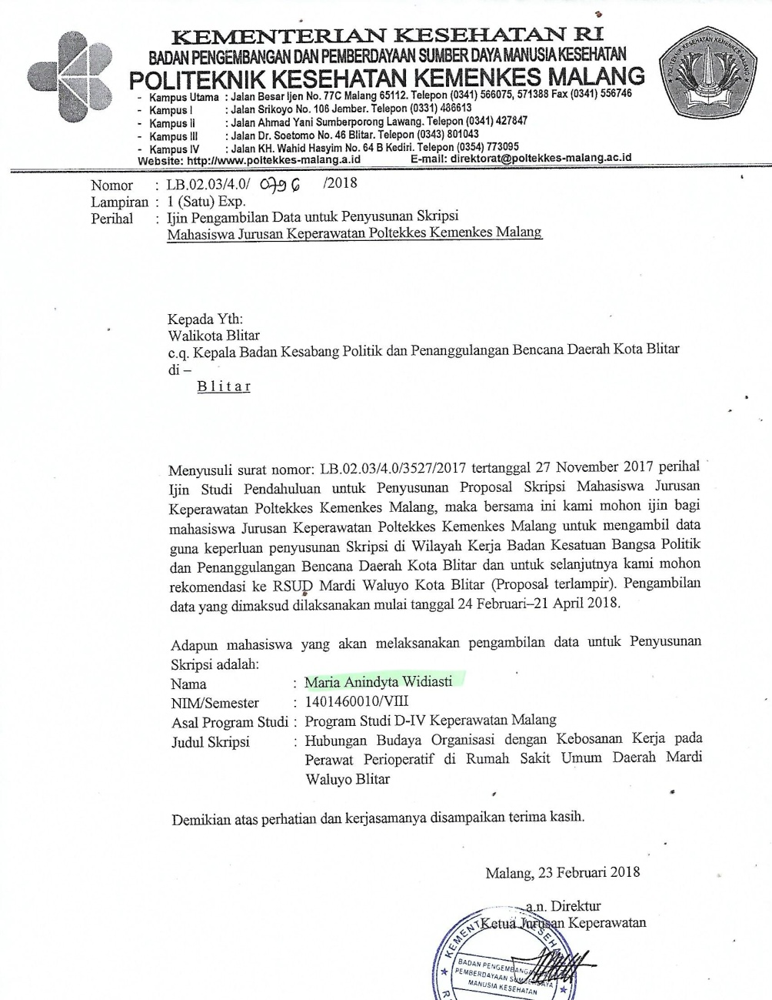 KEMENTERIAN KESEHATAN RI
BADAN PENGEMBANGAN DAN PEMBERDAYAAN SUMBER DAYA MANUSIA KESEHATAN
POLITEKNIK KESEHATAN KEMENKES MALANG
- Kampus Utama : Jalan Besar Ijen No. 77C Malang 65112. Telepon (0341) 566075, 571388 Fax (0341) 556746
- Kampus I : Jalan Srikoyo No. 106 Jember. Telepon (0331) 486613
- Kampus II : Jalan Ahmad Yani Sumberporong Lawang. Telepon (0341) 427847
- Kampus III : Jalan Dr. Soetomo No. 46 Blitar. Telepon (0343) 801043
- Kampus IV : Jalan KH. Wahid Hasyim No. 64 B Kediri. Telepon (0354) 773095
Website: http://www.poltekkes-malang.a.id E-mail: direktorat@poltekkes-malang.ac.id
POLITEKNIK KESEHATAN KEMENKES MALANG
Nomor : LB.02.03/4.0/ 0796 /2018
Lampiran : 1 (Satu) Exp.
Perihal : Ijin Pengambilan Data untuk Penyusunan Skripsi
Mahasiswa Jurusan Keperawatan Poltekkes Kemenkes Malang
Kepada Yth:
Walikota Blitar
c.q. Kepala Badan Kesabang Politik dan Penanggulangan Bencana Daerah Kota Blitar
di –
B l i t a r
Menyusuli surat nomor: LB.02.03/4.0/3527/2017 tertanggal 27 November 2017 perihal
Ijin Studi Pendahuluan untuk Penyusunan Proposal Skripsi Mahasiswa Jurusan
Keperawatan Poltekkes Kemenkes Malang, maka bersama ini kami mohon ijin bagi
mahasiswa Jurusan Keperawatan Poltekkes Kemenkes Malang untuk mengambil data
guna keperluan penyusunan Skripsi di Wilayah Kerja Badan Kesatuan Bangsa Politik
dan Penanggulangan Bencana Daerah Kota Blitar dan untuk selanjutnya kami mohon
rekomendasi ke RSUD Mardi Waluyo Kota Blitar (Proposal terlampir). Pengambilan
data yang dimaksud dilaksanakan mulai tanggal 24 Februari–21 April 2018.
Adapun mahasiswa yang akan melaksanakan pengambilan data untuk Penyusunan
Skripsi adalah:
Nama : Maria Anindyta Widiasti
NIM/Semester : 1401460010/VIII
Asal Program Studi : Program Studi D-IV Keperawatan Malang
Judul Skripsi : Hubungan Budaya Organisasi dengan Kebosanan Kerja pada
Perawat Perioperatif di Rumah Sakit Umum Daerah Mardi
Waluyo Blitar
Demikian atas perhatian dan kerjasamanya disampaikan terima kasih.
Malang, 23 Februari 2018
a.n. Direktur
Ketua Jurusan Keperawatan
BADAN PENGEMBANGAN
PEMBERDAYAAN SUMBER DAYA
MANUSIA KESEHATAN